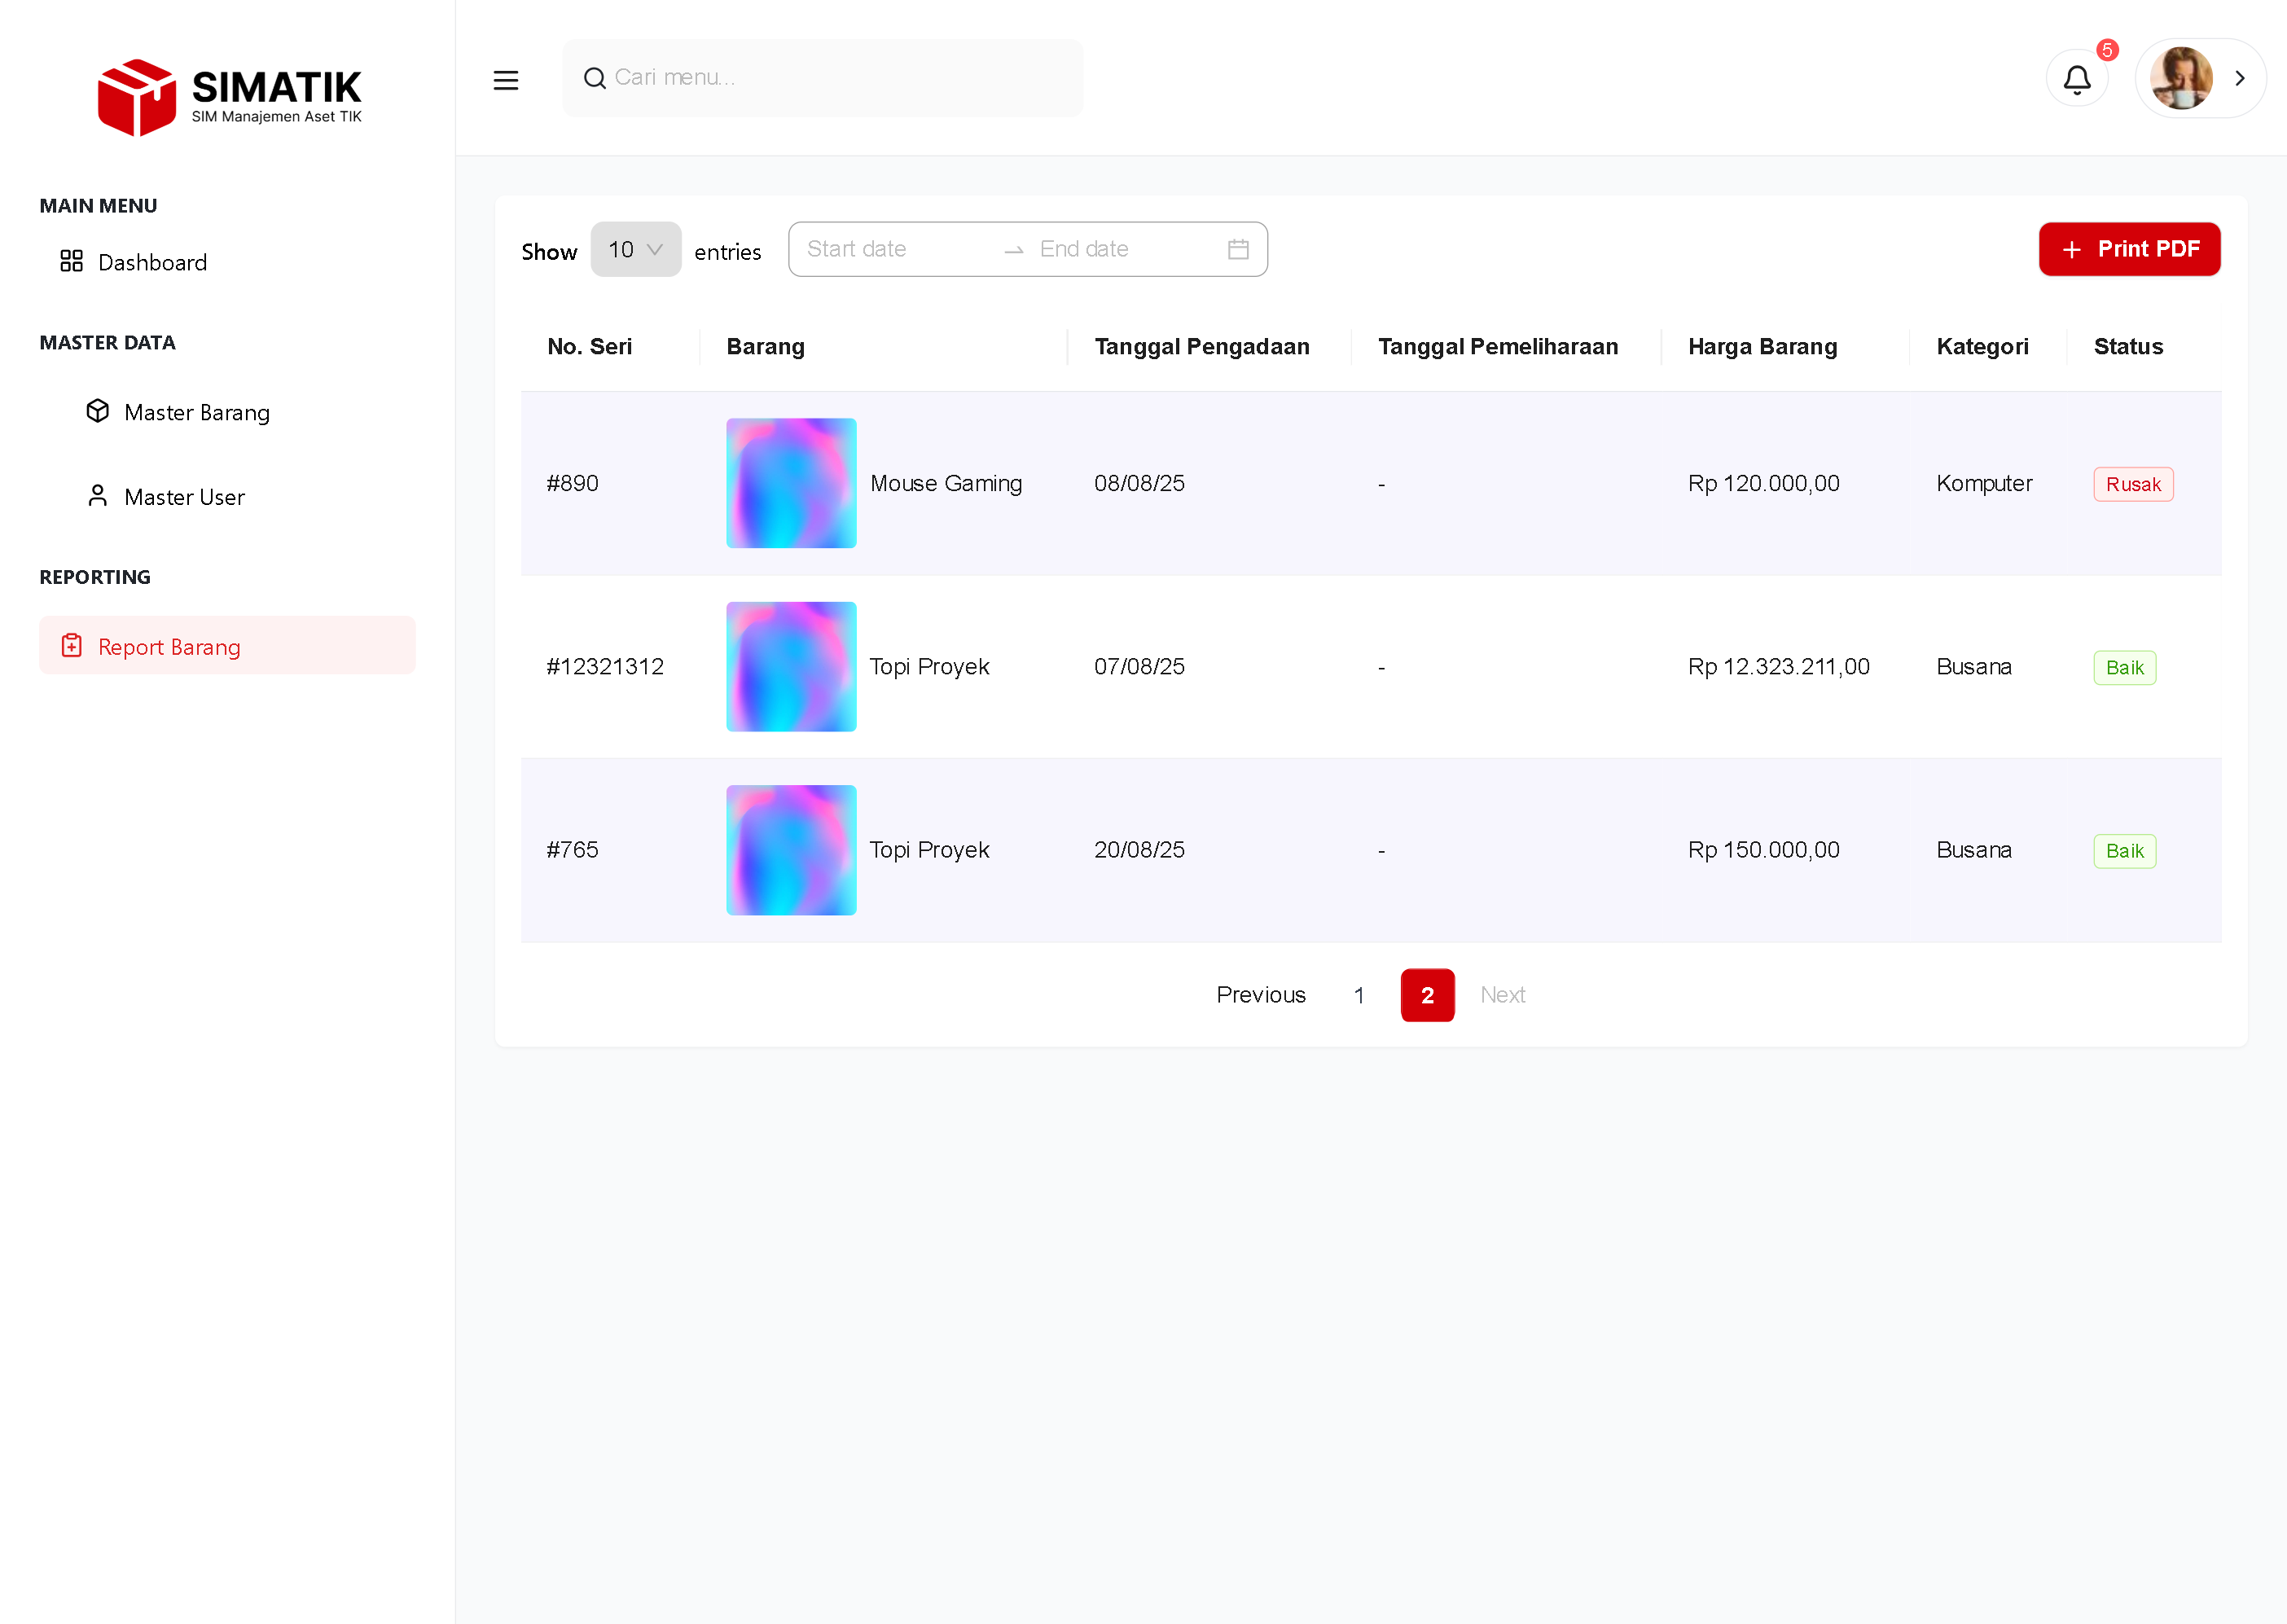 SIMATIK
SIM Manajemen Aset TIK
Cari menu...
5
MAIN MENU
Dashboard
MASTER DATA
Master Barang
Master User
REPORTING
Report Barang
Show 10 entries Start date End date Print PDF
No. Seri Barang Tanggal Pengadaan Tanggal Pemeliharaan Harga Barang Kategori Status
#890 Mouse Gaming 08/08/25 - Rp 120.000,00 Komputer Rusak
#12321312 Topi Proyek 07/08/25 - Rp 12.323.211,00 Busana Baik
#765 Topi Proyek 20/08/25 - Rp 150.000,00 Busana Baik
Previous 1 2 Next